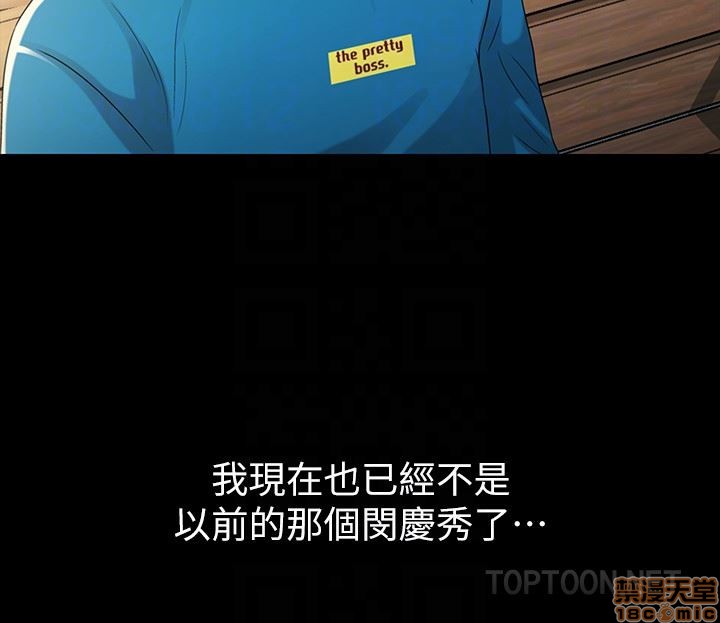 the pretty
boss.
我現在也已經不是
以前的那個閔慶秀了…
TOPTOON.NET
禁漫天堂
18comic